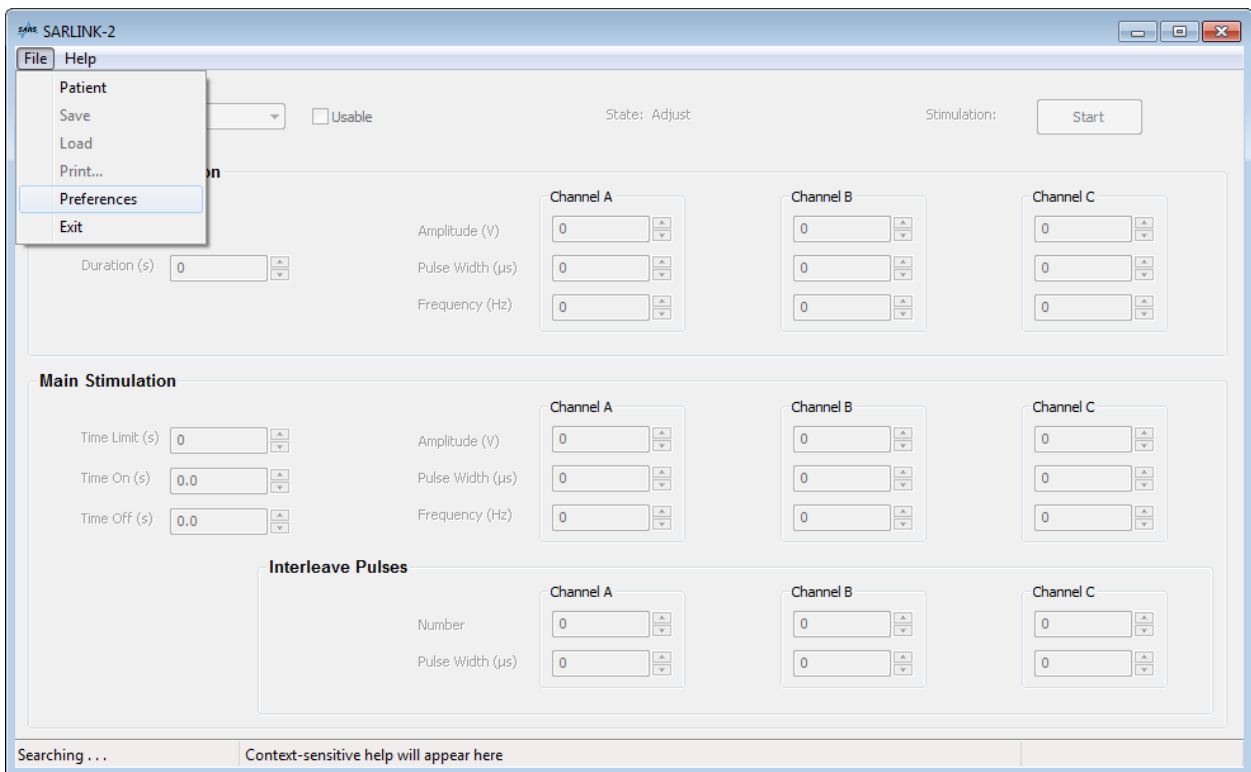 SARS SARLINK-2
File Help
Patient
Save
Load
Print...
Preferences
Exit
Usable
State: Adjust
Stimulation:
Start
on
Duration (s) 0
Channel A Channel B Channel C
Amplitude (V) 0 0 0
Pulse Width (µs) 0 0 0
Frequency (Hz) 0 0 0
Main Stimulation
Time Limit (s) 0
Time On (s) 0.0
Time Off (s) 0.0
Channel A Channel B Channel C
Amplitude (V) 0 0 0
Pulse Width (µs) 0 0 0
Frequency (Hz) 0 0 0
Interleave Pulses
Channel A Channel B Channel C
Number 0 0 0
Pulse Width (µs) 0 0 0
Searching . . . Context-sensitive help will appear here